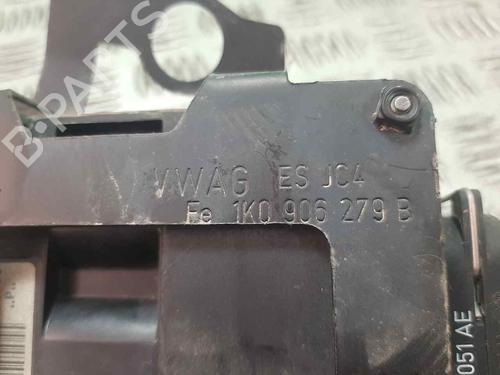 B-PARTS
VWAG ES JC4
Fe 1K0 906 279 B
051 AE
.P.